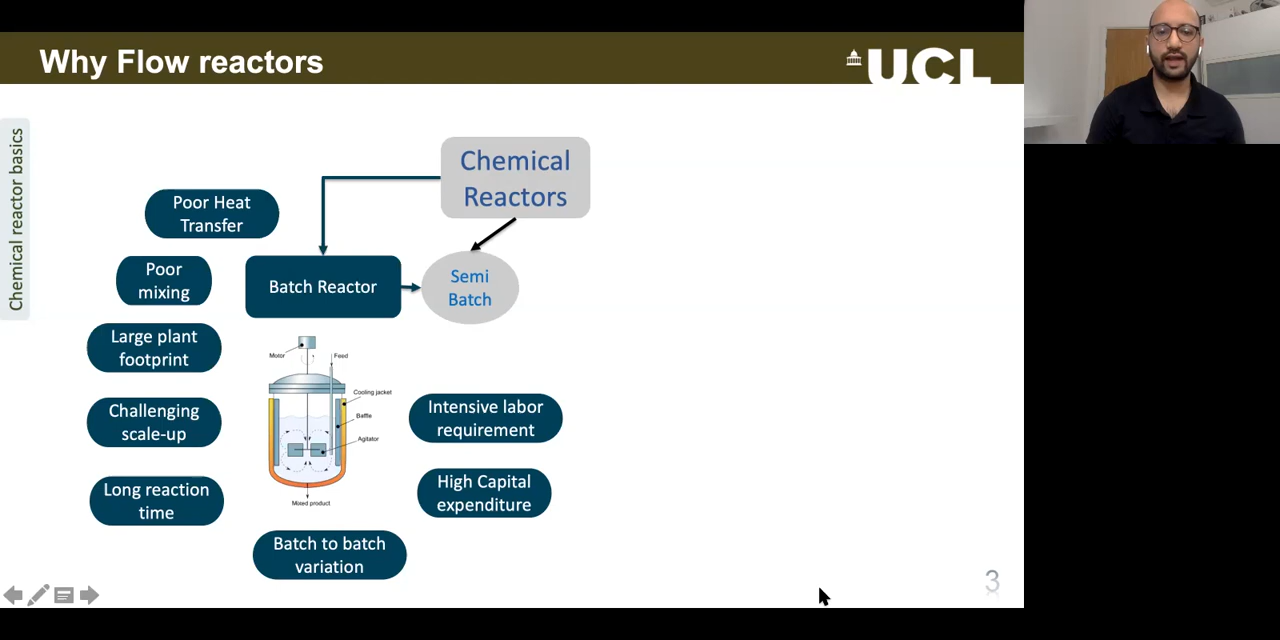 Why Flow reactors
UCL
Chemical reactor basics
Chemical
Reactors
Poor Heat
Transfer
Poor
mixing
Batch Reactor
Semi
Batch
Large plant
footprint
Motor
Feed
Cooling jacket
Baffle
Agitator
Mixed product
Challenging
scale-up
Intensive labor
requirement
Long reaction
time
High Capital
expenditure
Batch to batch
variation
3